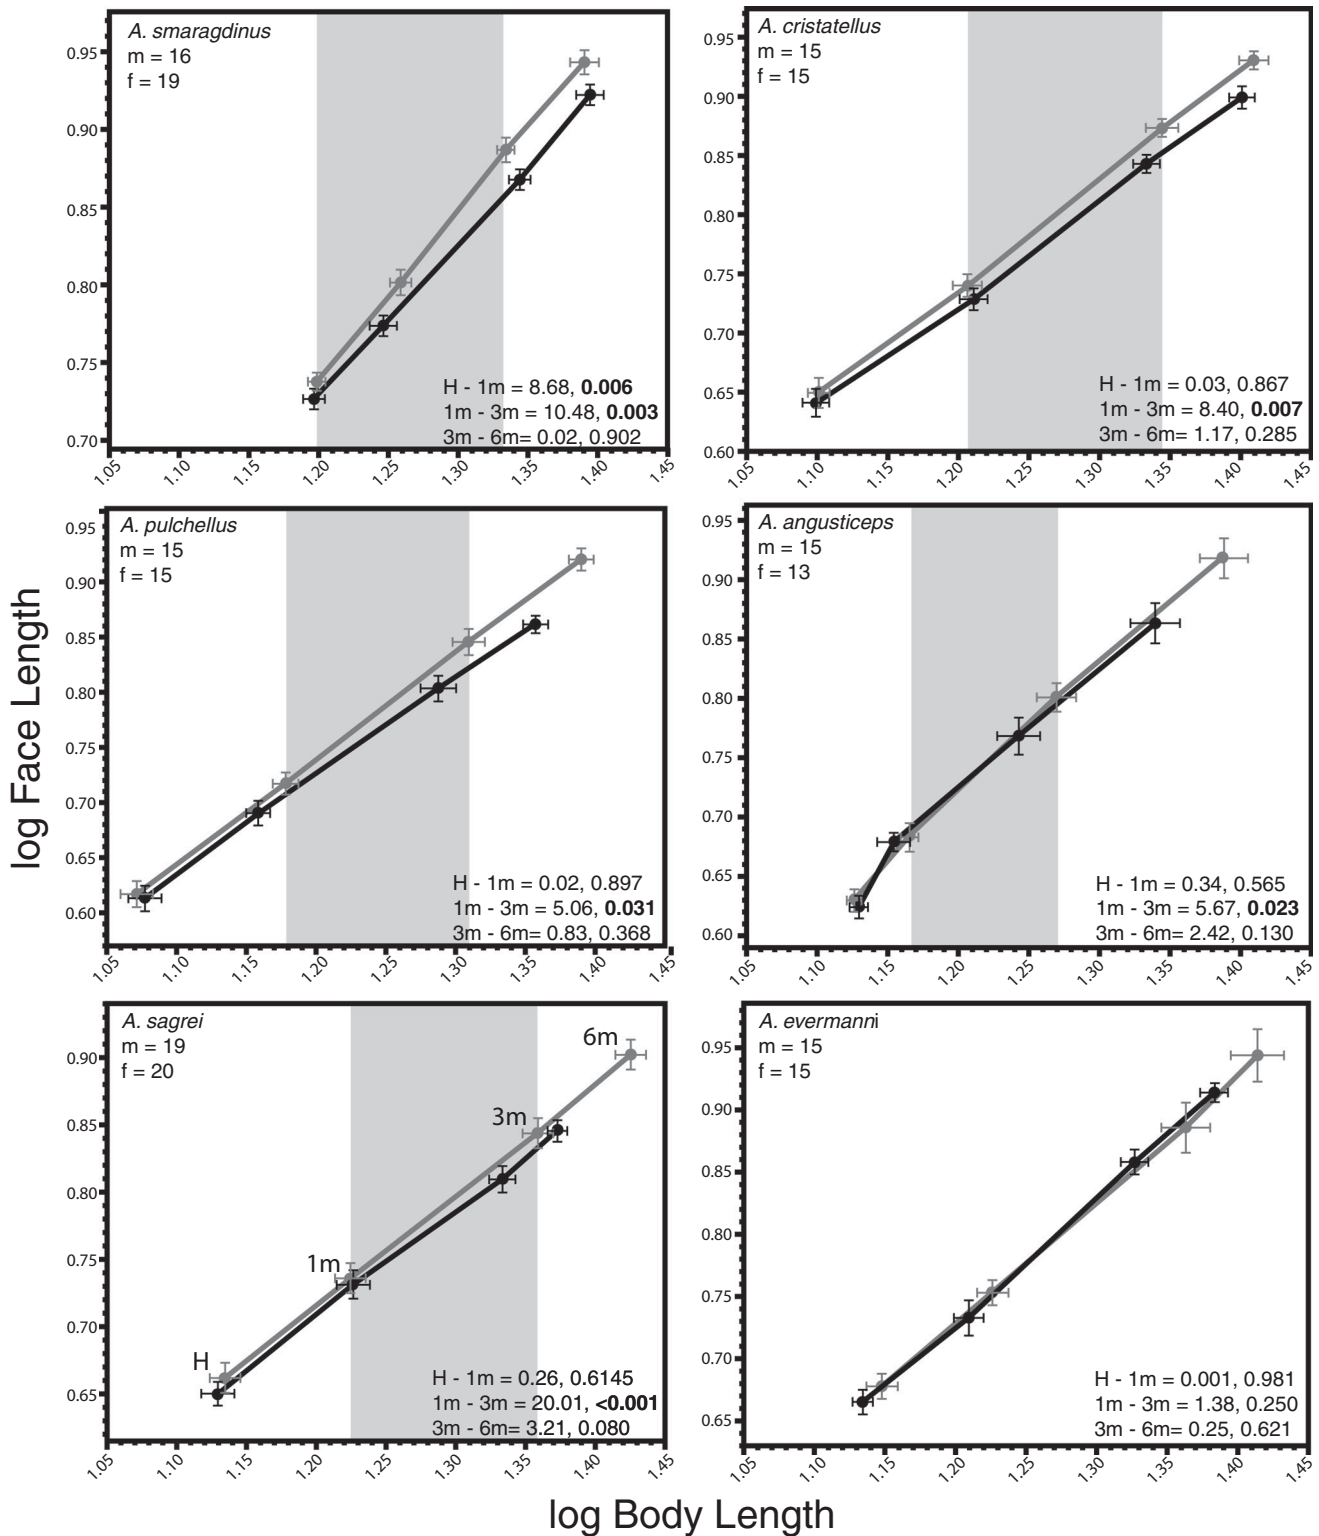 A. smaragdinus
m = 16
f = 19
0.95
0.90
0.85
0.80
0.75
0.70
H - 1m = 8.68, 0.006
1m - 3m = 10.48, 0.003
3m - 6m= 0.02, 0.902
1.05 1.10 1.15 1.20 1.25 1.30 1.35 1.40 1.45
A. cristatellus
m = 15
f = 15
0.95
0.90
0.85
0.80
0.75
0.70
0.65
0.60
H - 1m = 0.03, 0.867
1m - 3m = 8.40, 0.007
3m - 6m= 1.17, 0.285
1.05 1.10 1.15 1.20 1.25 1.30 1.35 1.40 1.45
log Face Length
A. pulchellus
m = 15
f = 15
0.95
0.90
0.85
0.80
0.75
0.70
0.65
0.60
H - 1m = 0.02, 0.897
1m - 3m = 5.06, 0.031
3m - 6m= 0.83, 0.368
1.05 1.10 1.15 1.20 1.25 1.30 1.35 1.40 1.45
A. angusticeps
m = 15
f = 13
0.95
0.90
0.85
0.80
0.75
0.70
0.65
0.60
H - 1m = 0.34, 0.565
1m - 3m = 5.67, 0.023
3m - 6m= 2.42, 0.130
1.05 1.10 1.15 1.20 1.25 1.30 1.35 1.40 1.45
A. sagrei
m = 19
f = 20
0.90
0.85
0.80
0.75
0.70
0.65
6m
3m
1m
H
H - 1m = 0.26, 0.6145
1m - 3m = 20.01, <0.001
3m - 6m= 3.21, 0.080
1.05 1.10 1.15 1.20 1.25 1.30 1.35 1.40 1.45
A. evermanni
m = 15
f = 15
0.95
0.90
0.85
0.80
0.75
0.70
0.65
H - 1m = 0.001, 0.981
1m - 3m = 1.38, 0.250
3m - 6m= 0.25, 0.621
1.05 1.10 1.15 1.20 1.25 1.30 1.35 1.40 1.45
log Body Length